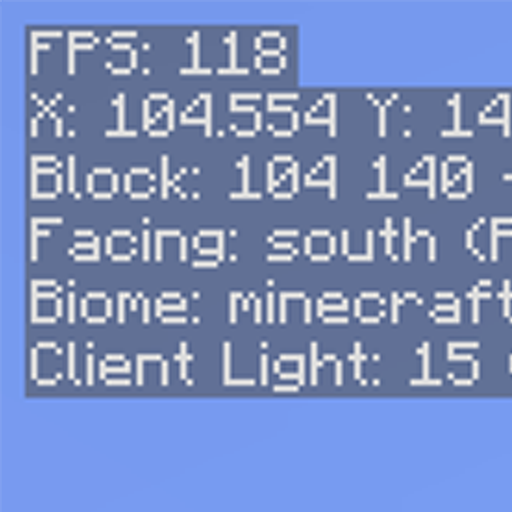 FPS: 118
X: 104.554 Y: 14
Block: 104 140 -
Facing: south (
Biome: minecraft
Client Light: 15